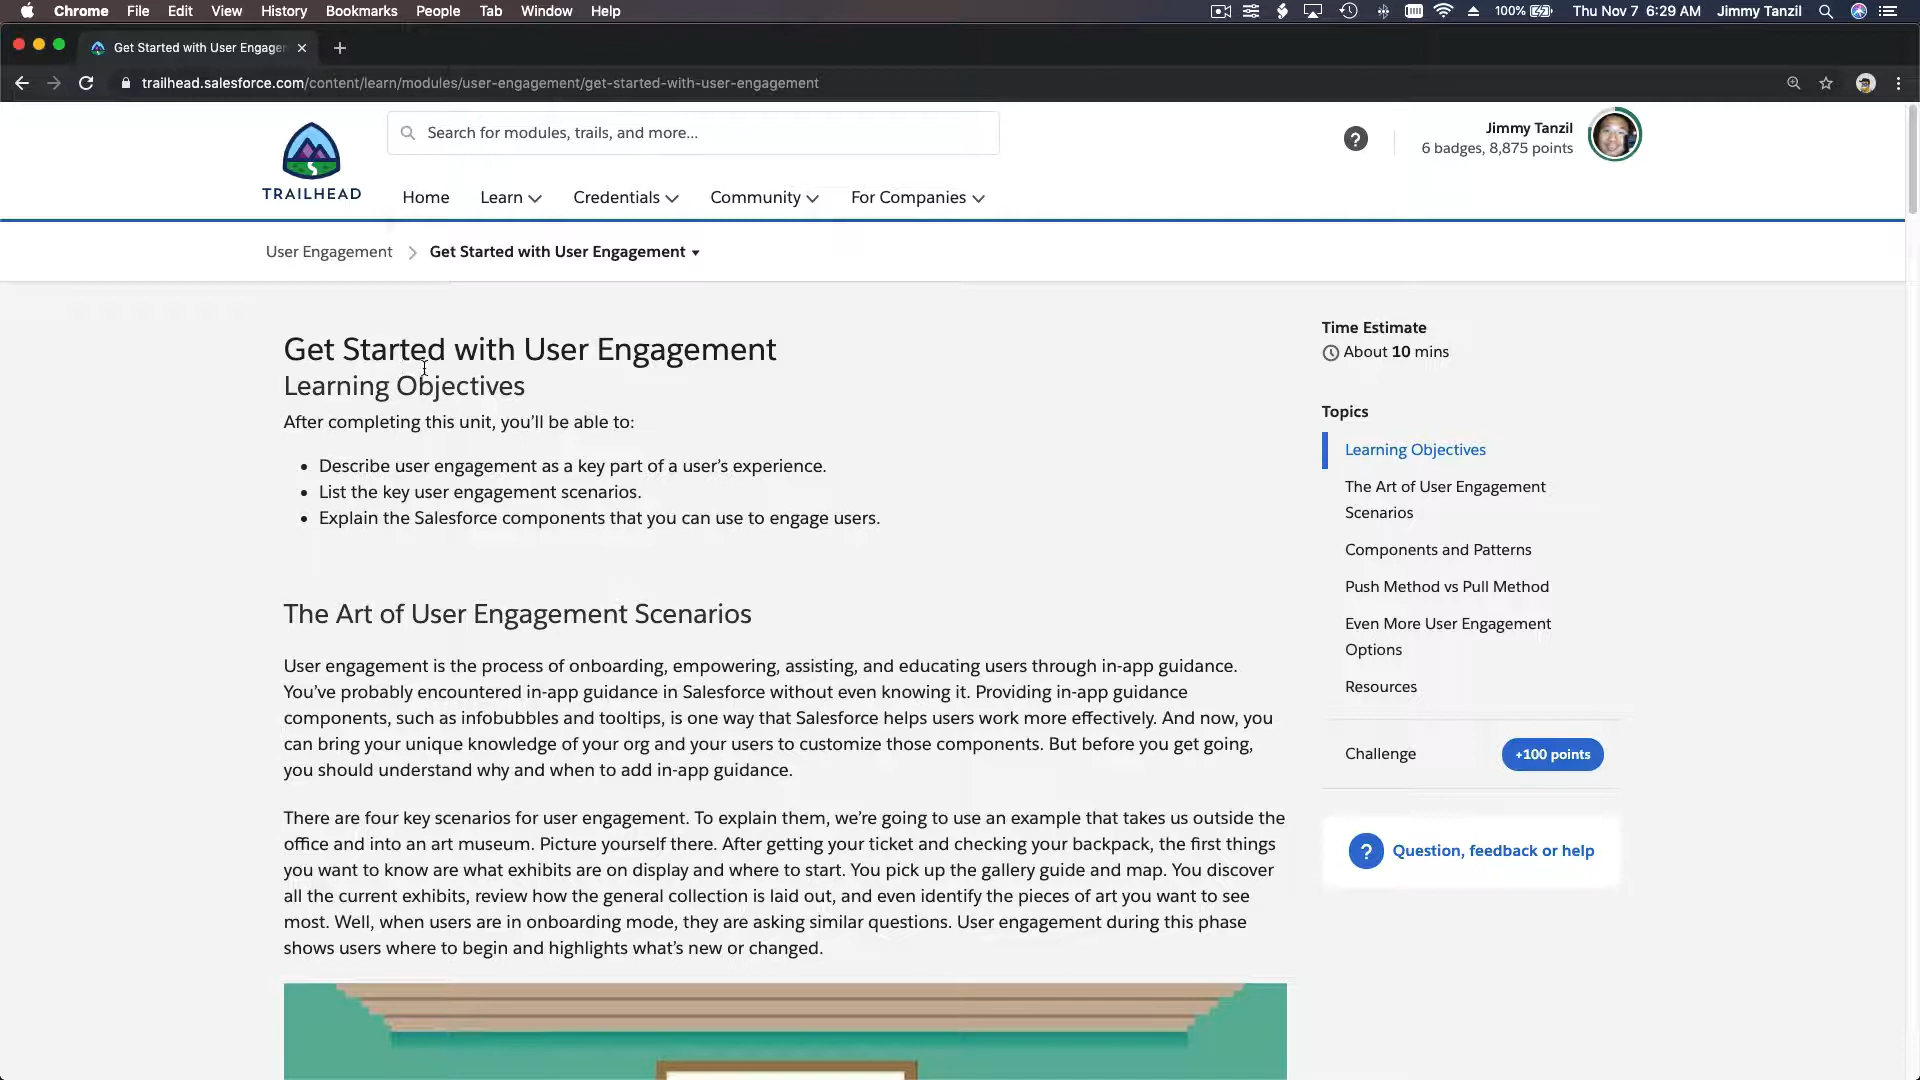 Chrome File Edit View History Bookmarks People Tab Window Help
100% Thu Nov 7 6:29 AM Jimmy Tanzil
Get Started with User Engagem
trailhead.salesforce.com/content/learn/modules/user-engagement/get-started-with-user-engagement
Search for modules, trails, and more...
Jimmy Tanzil
6 badges, 8,875 points
TRAILHEAD
Home Learn Credentials Community For Companies
User Engagement Get Started with User Engagement
Get Started with User Engagement
Learning Objectives
After completing this unit, you'll be able to:
• Describe user engagement as a key part of a user's experience.
• List the key user engagement scenarios.
• Explain the Salesforce components that you can use to engage users.
The Art of User Engagement Scenarios
User engagement is the process of onboarding, empowering, assisting, and educating users through in-app guidance.
You've probably encountered in-app guidance in Salesforce without even knowing it. Providing in-app guidance
components, such as infobubbles and tooltips, is one way that Salesforce helps users work more effectively. And now, you
can bring your unique knowledge of your org and your users to customize those components. But before you get going,
you should understand why and when to add in-app guidance.
There are four key scenarios for user engagement. To explain them, we're going to use an example that takes us outside the
office and into an art museum. Picture yourself there. After getting your ticket and checking your backpack, the first things
you want to know are what exhibits are on display and where to start. You pick up the gallery guide and map. You discover
all the current exhibits, review how the general collection is laid out, and even identify the pieces of art you want to see
most. Well, when users are in onboarding mode, they are asking similar questions. User engagement during this phase
shows users where to begin and highlights what's new or changed.
Time Estimate
About 10 mins
Topics
Learning Objectives
The Art of User Engagement
Scenarios
Components and Patterns
Push Method vs Pull Method
Even More User Engagement
Options
Resources
Challenge +100 points
? Question, feedback or help